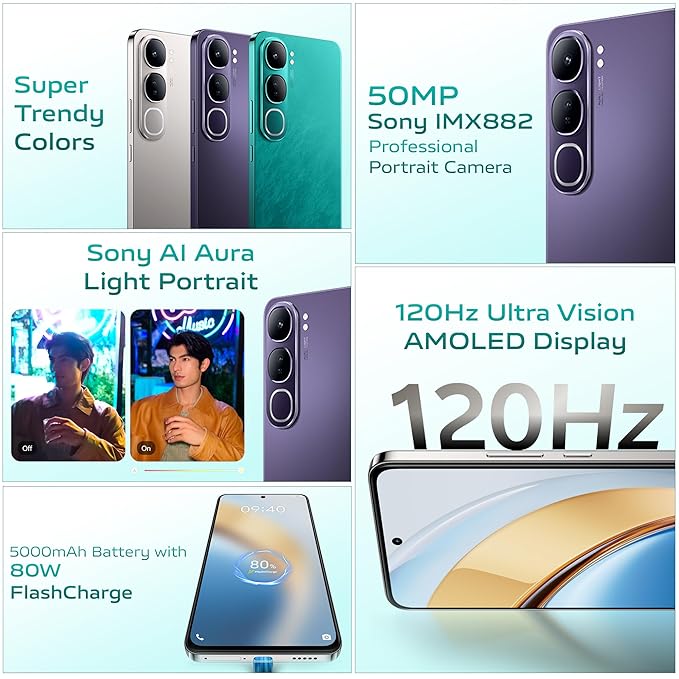 Super
Trendy
Colors
50MP
Sony IMX882
Professional
Portrait Camera
Sony AI Aura
Light Portrait
Off
On
120Hz Ultra Vision
AMOLED Display
120Hz
5000mAh Battery with
80W
FlashCharge
09:40
80%